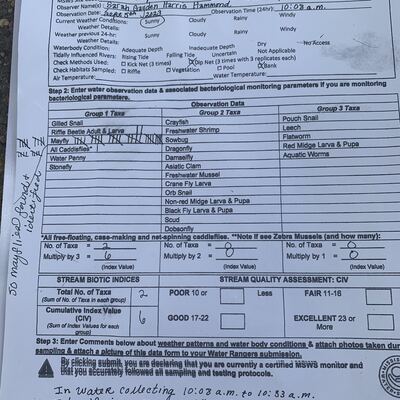 Observer Name(s) Sarah Gayden Harris Hammond
Observation Date: Observation Time (24hr): 10:03 a.m.
Current Weather Conditions: Sunny Cloudy Rainy Windy
Weather Details:
Weather previous 24-hr: Sunny Cloudy Rainy Windy
Weather Details:
Waterbody Condition: Adequate Depth Inadequate Depth Dry No Access
Tidally Influenced Rivers: Rising Tide Falling Tide Uncertain Not Applicable
Check Methods Used: Kick Net (3 times) Dip Net (3 times with 3 replicates each)
Check Habitats Sampled: Riffle Vegetation Pool Bank
Air Temperature: Water Temperature:
Step 2: Enter water observation data & associated bacteriological monitoring parameters if you are monitoring
bacteriological parameters.
Observation Data
Group 1 Taxa Group 2 Taxa Group 3 Taxa
Gilled Snail Crayfish Pouch Snail
Riffle Beetle Adult & Larva Freshwater Shrimp Leech
Mayfly Sowbug Flatworm
All Caddisflies* Dragonfly Red Midge Larva & Pupa
Water Penny Damselfly Aquatic Worms
Stonefly Asiatic Clam
Freshwater Mussel
Crane Fly Larva
Orb Snail
Non-red Midge Larva & Pupa
Black Fly Larva & Pupa
Scud
Dobsonfly
50 mayflies found & identified
*All free-floating, case-making and net-spinning caddisflies. **Note if see Zebra Mussels (and how many):
No. of Taxa = 2 No. of Taxa = 0 No. of Taxa = 0
Multiply by 3 = 6 Multiply by 2 = 0 Multiply by 1 = 0
(Index Value) (Index Value) (Index Value)
STREAM BIOTIC INDICES STREAM QUALITY ASSESSMENT: CIV
Total No. of Taxa 2 POOR 10 or Less FAIR 11-16
(Sum of No. of Taxa in each group)
Cumulative Index Value 6 GOOD 17-22 EXCELLENT 23 or
(CIV) (Sum of Index Values for each More
group)
Step 3: Enter Comments below about weather patterns and water body conditions & attach photos taken during
sampling & attach a picture of this data form to your Water Rangers submission.
By clicking submit, you are declaring that you are currently a certified MSWS monitor and
that you accurately followed all sampling and testing protocols.
In water collecting 10:03 a.m. to 10:33 a.m.